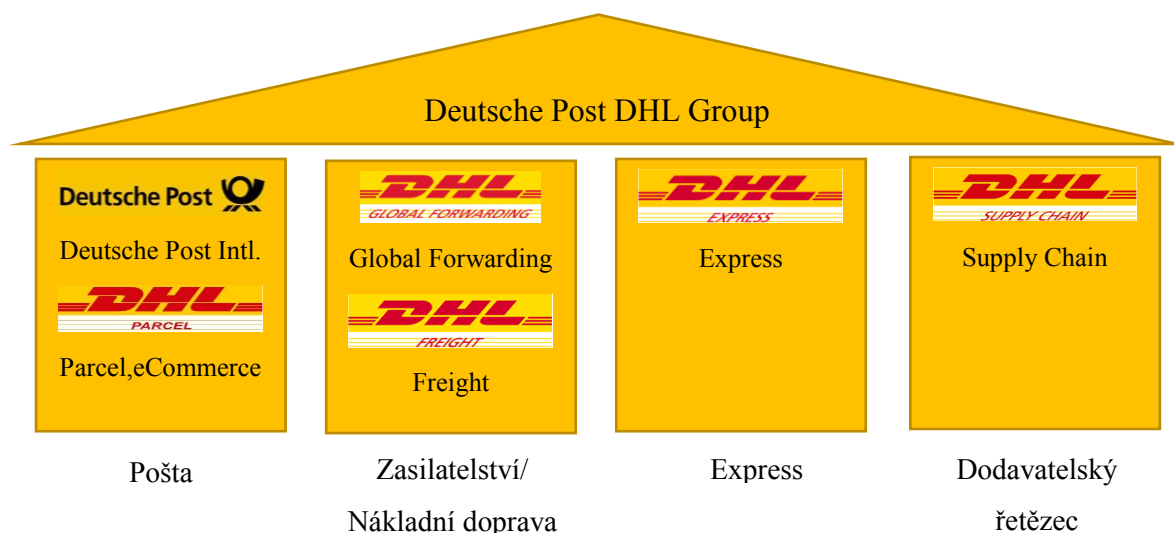 Deutsche Post DHL Group
Deutsche Post
Deutsche Post Intl.
DHL
PARCEL
Parcel,eCommerce
DHL
GLOBAL FORWARDING
Global Forwarding
DHL
FREIGHT
Freight
DHL
EXPRESS
Express
DHL
SUPPLY CHAIN
Supply Chain
Pošta
Zasilatelství/
Nákladní doprava
Express
Dodavatelský
řetězec